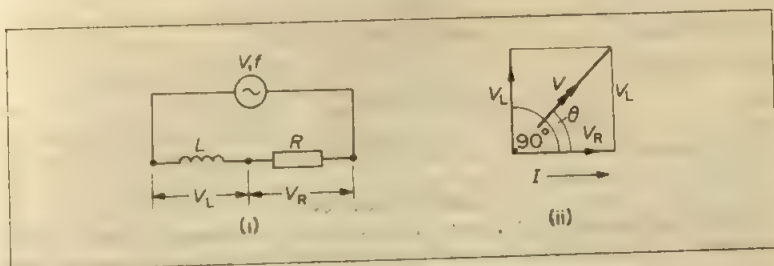 V,f
L
R
V_L
V_R
(i)
V_L
V
V_L
θ
V_R
90°
I
(ii)